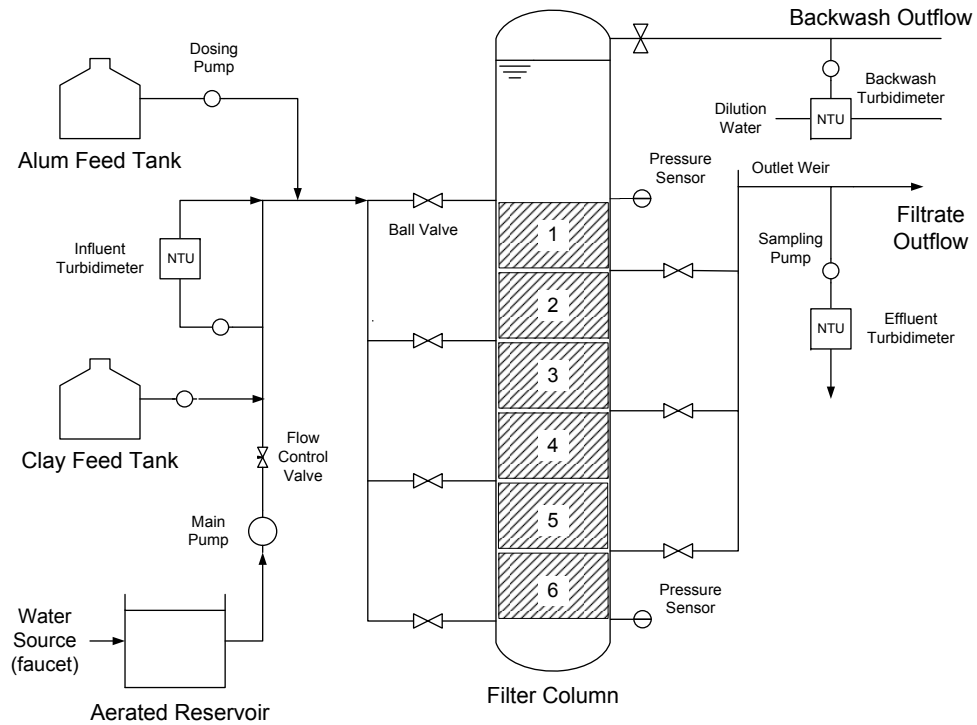 Backwash Outflow
Dosing
Pump
Backwash
Turbidimeter
Dilution
Water
NTU
Alum Feed Tank
Pressure
Sensor
Outlet Weir
Filtrate
Outflow
Ball Valve
1
Influent
Turbidimeter
NTU
Sampling
Pump
2
NTU
Effluent
Turbidimeter
3
Clay Feed Tank
Flow
Control
Valve
4
Main
Pump
5
6
Pressure
Sensor
Water
Source
(faucet)
Filter Column
Aerated Reservoir